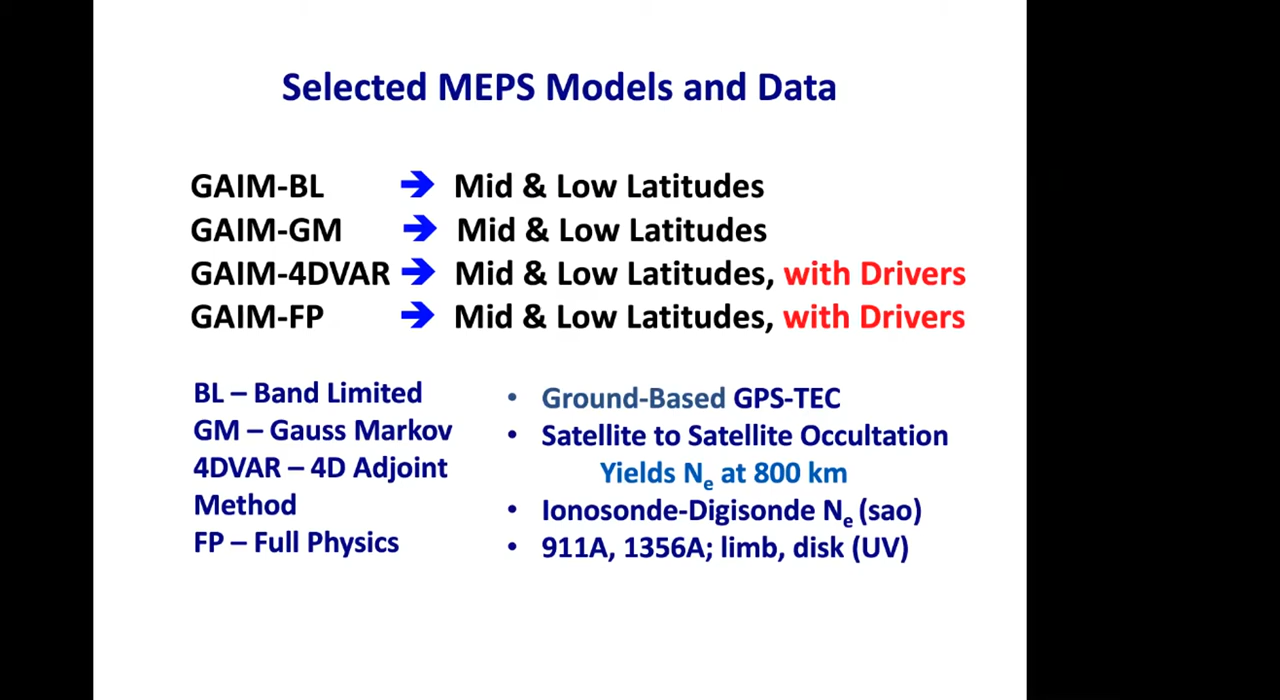 Selected MEPS Models and Data
GAIM-BL ➔ Mid & Low Latitudes
GAIM-GM ➔ Mid & Low Latitudes
GAIM-4DVAR ➔ Mid & Low Latitudes, with Drivers
GAIM-FP ➔ Mid & Low Latitudes, with Drivers
BL – Band Limited
GM – Gauss Markov
4DVAR – 4D Adjoint
Method
FP – Full Physics
• Ground-Based GPS-TEC
• Satellite to Satellite Occultation
Yields Ne at 800 km
• Ionosonde-Digisonde Ne (sao)
• 911A, 1356A; limb, disk (UV)